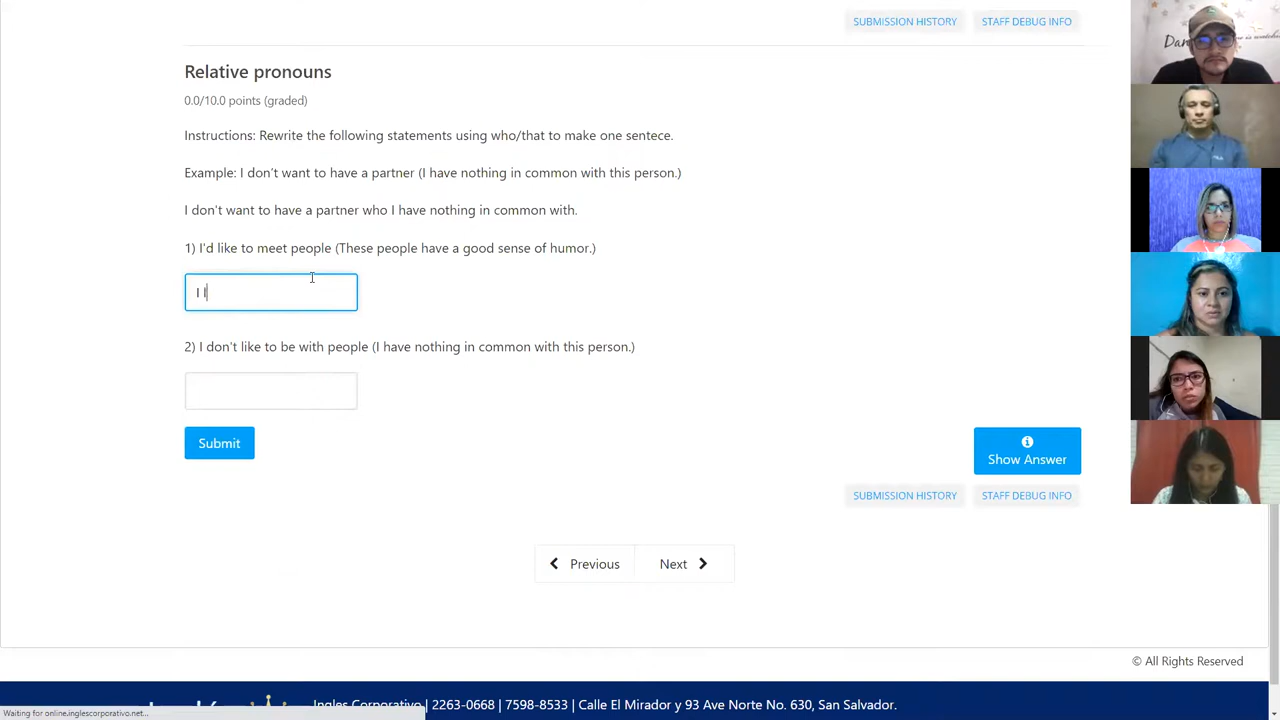 SUBMISSION HISTORY
STAFF DEBUG INFO
Relative pronouns
0.0/10.0 points (graded)
Instructions: Rewrite the following statements using who/that to make one sentece.
Example: I don't want to have a partner (I have nothing in common with this person.)
I don't want to have a partner who I have nothing in common with.
1) I'd like to meet people (These people have a good sense of humor.)
I l
2) I don't like to be with people (I have nothing in common with this person.)
Submit
Show Answer
SUBMISSION HISTORY
STAFF DEBUG INFO
Previous
Next
© All Rights Reserved
Ingles Corporativo | 2263-0668 | 7598-8533 | Calle El Mirador y 93 Ave Norte No. 630, San Salvador.
Waiting for online.inglescorporativo.net...